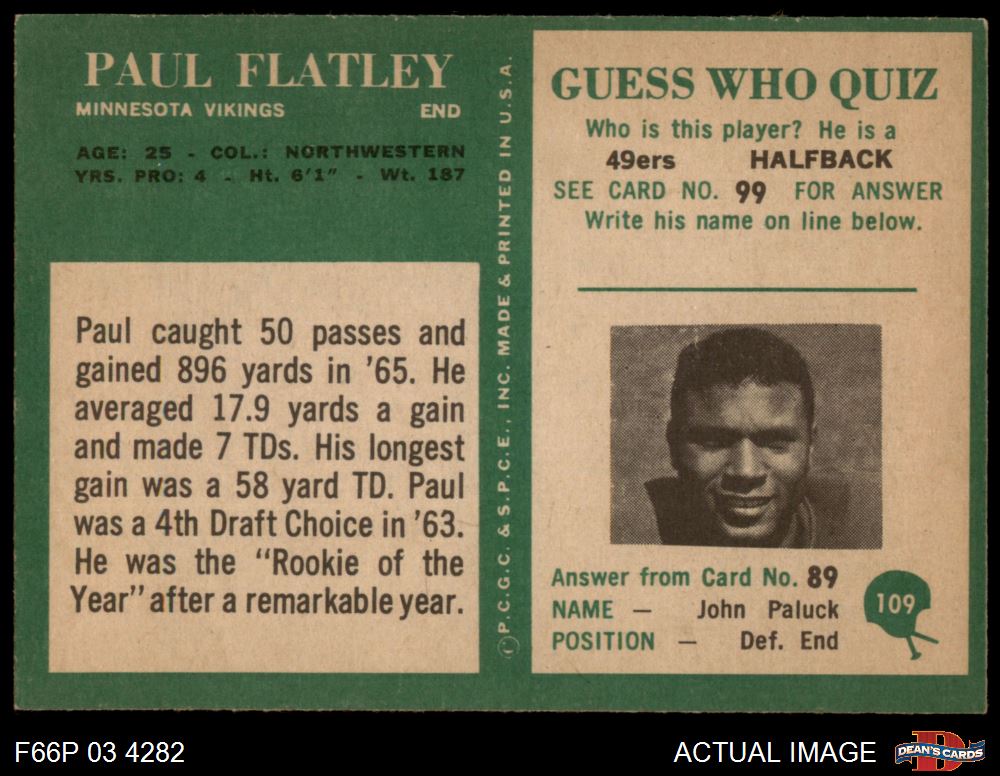 PAUL FLATLEY
MINNESOTA VIKINGS END
AGE: 25 - COL.: NORTHWESTERN
YRS. PRO: 4 - Ht. 6'1" - Wt. 187
Paul caught 50 passes and
gained 896 yards in '65. He
averaged 17.9 yards a gain
and made 7 TDs. His longest
gain was a 58 yard TD. Paul
was a 4th Draft Choice in '63.
He was the "Rookie of the
Year" after a remarkable year.
©P.C.G.C. & S.P.C.E., INC. MADE & PRINTED IN U.S.A.
GUESS WHO QUIZ
Who is this player? He is a
49ers HALFBACK
SEE CARD NO. 99 FOR ANSWER
Write his name on line below.
Answer from Card No. 89
NAME — John Paluck
POSITION — Def. End
109
F66P 03 4282
ACTUAL IMAGE
D
DEAN'S CARDS